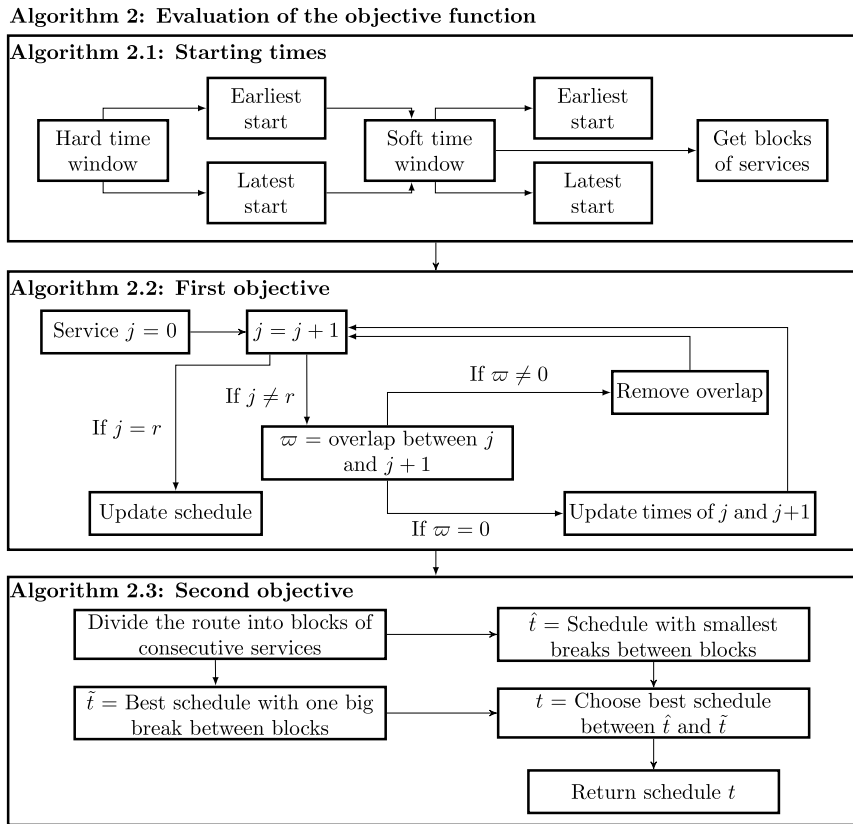 Algorithm 2: Evaluation of the objective function
Algorithm 2.1: Starting times
Hard time
window
Earliest
start
Latest
start
Soft time
window
Earliest
start
Latest
start
Get blocks
of services
Algorithm 2.2: First objective
Service j = 0
j = j + 1
If j = r
If j ≠ r
If ϖ ≠ 0
Remove overlap
ϖ = overlap between j
and j + 1
Update schedule
If ϖ = 0
Update times of j and j+1
Algorithm 2.3: Second objective
Divide the route into blocks of
consecutive services
t̂ = Schedule with smallest
breaks between blocks
t̃ = Best schedule with one big
break between blocks
t = Choose best schedule
between t̂ and t̃
Return schedule t